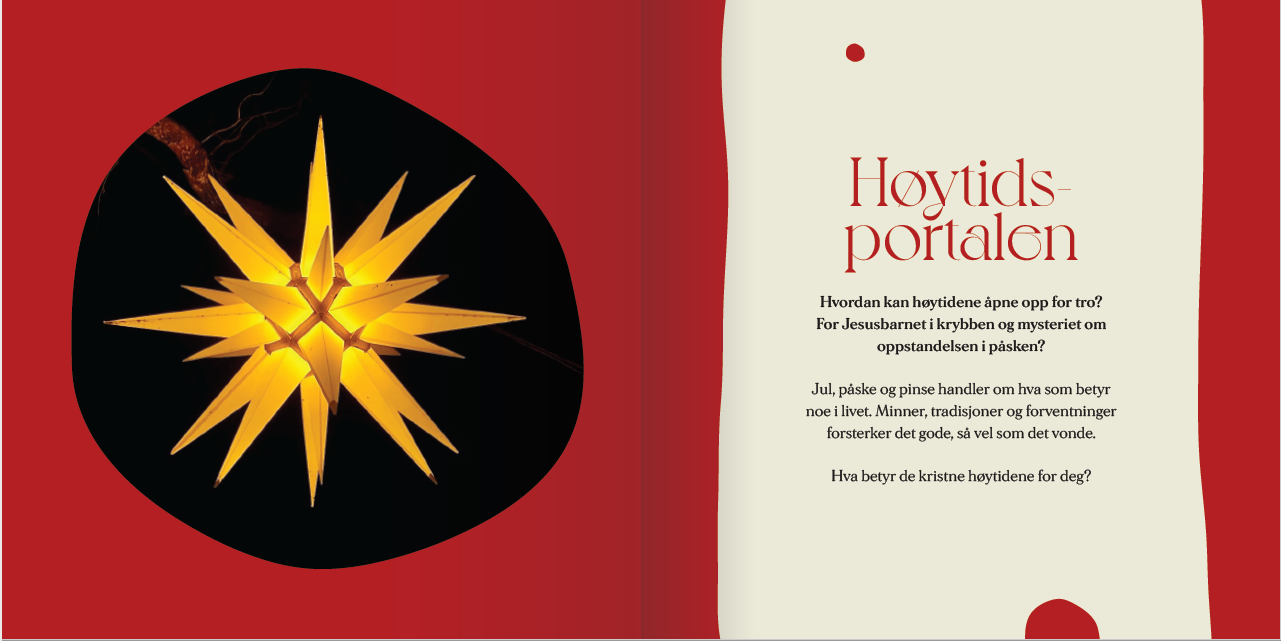 Høytids-
portalen
Hvordan kan høytidene åpne opp for tro?
For Jesusbarnet i krybben og mysteriet om
oppstandelsen i påsken?
Jul, påske og pinse handler om hva som betyr
noe i livet. Minner, tradisjoner og forventninger
forsterker det gode, så vel som det vonde.
Hva betyr de kristne høytidene for deg?